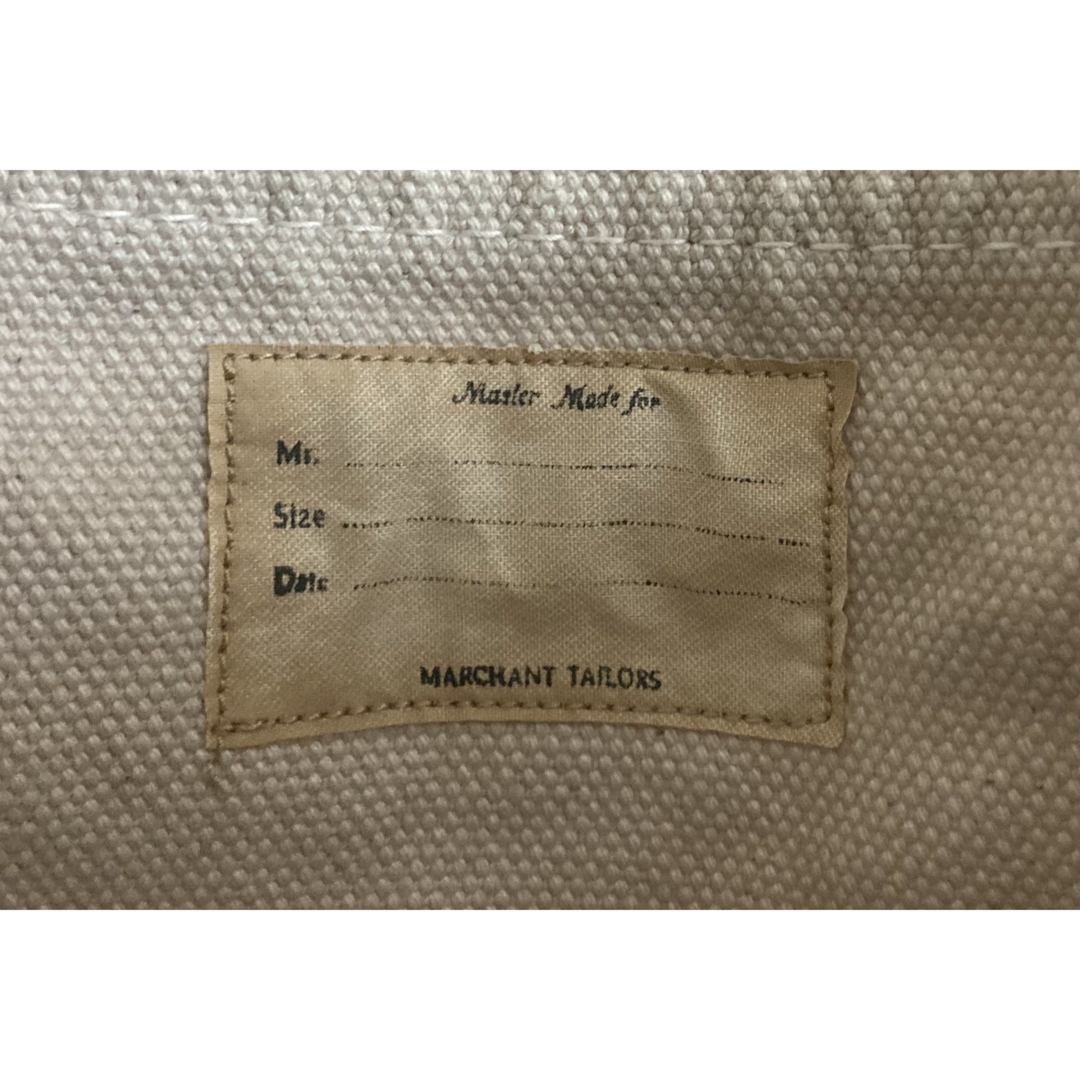 Master Made for
Mr.
Size
Date
MARCHANT TAILORS